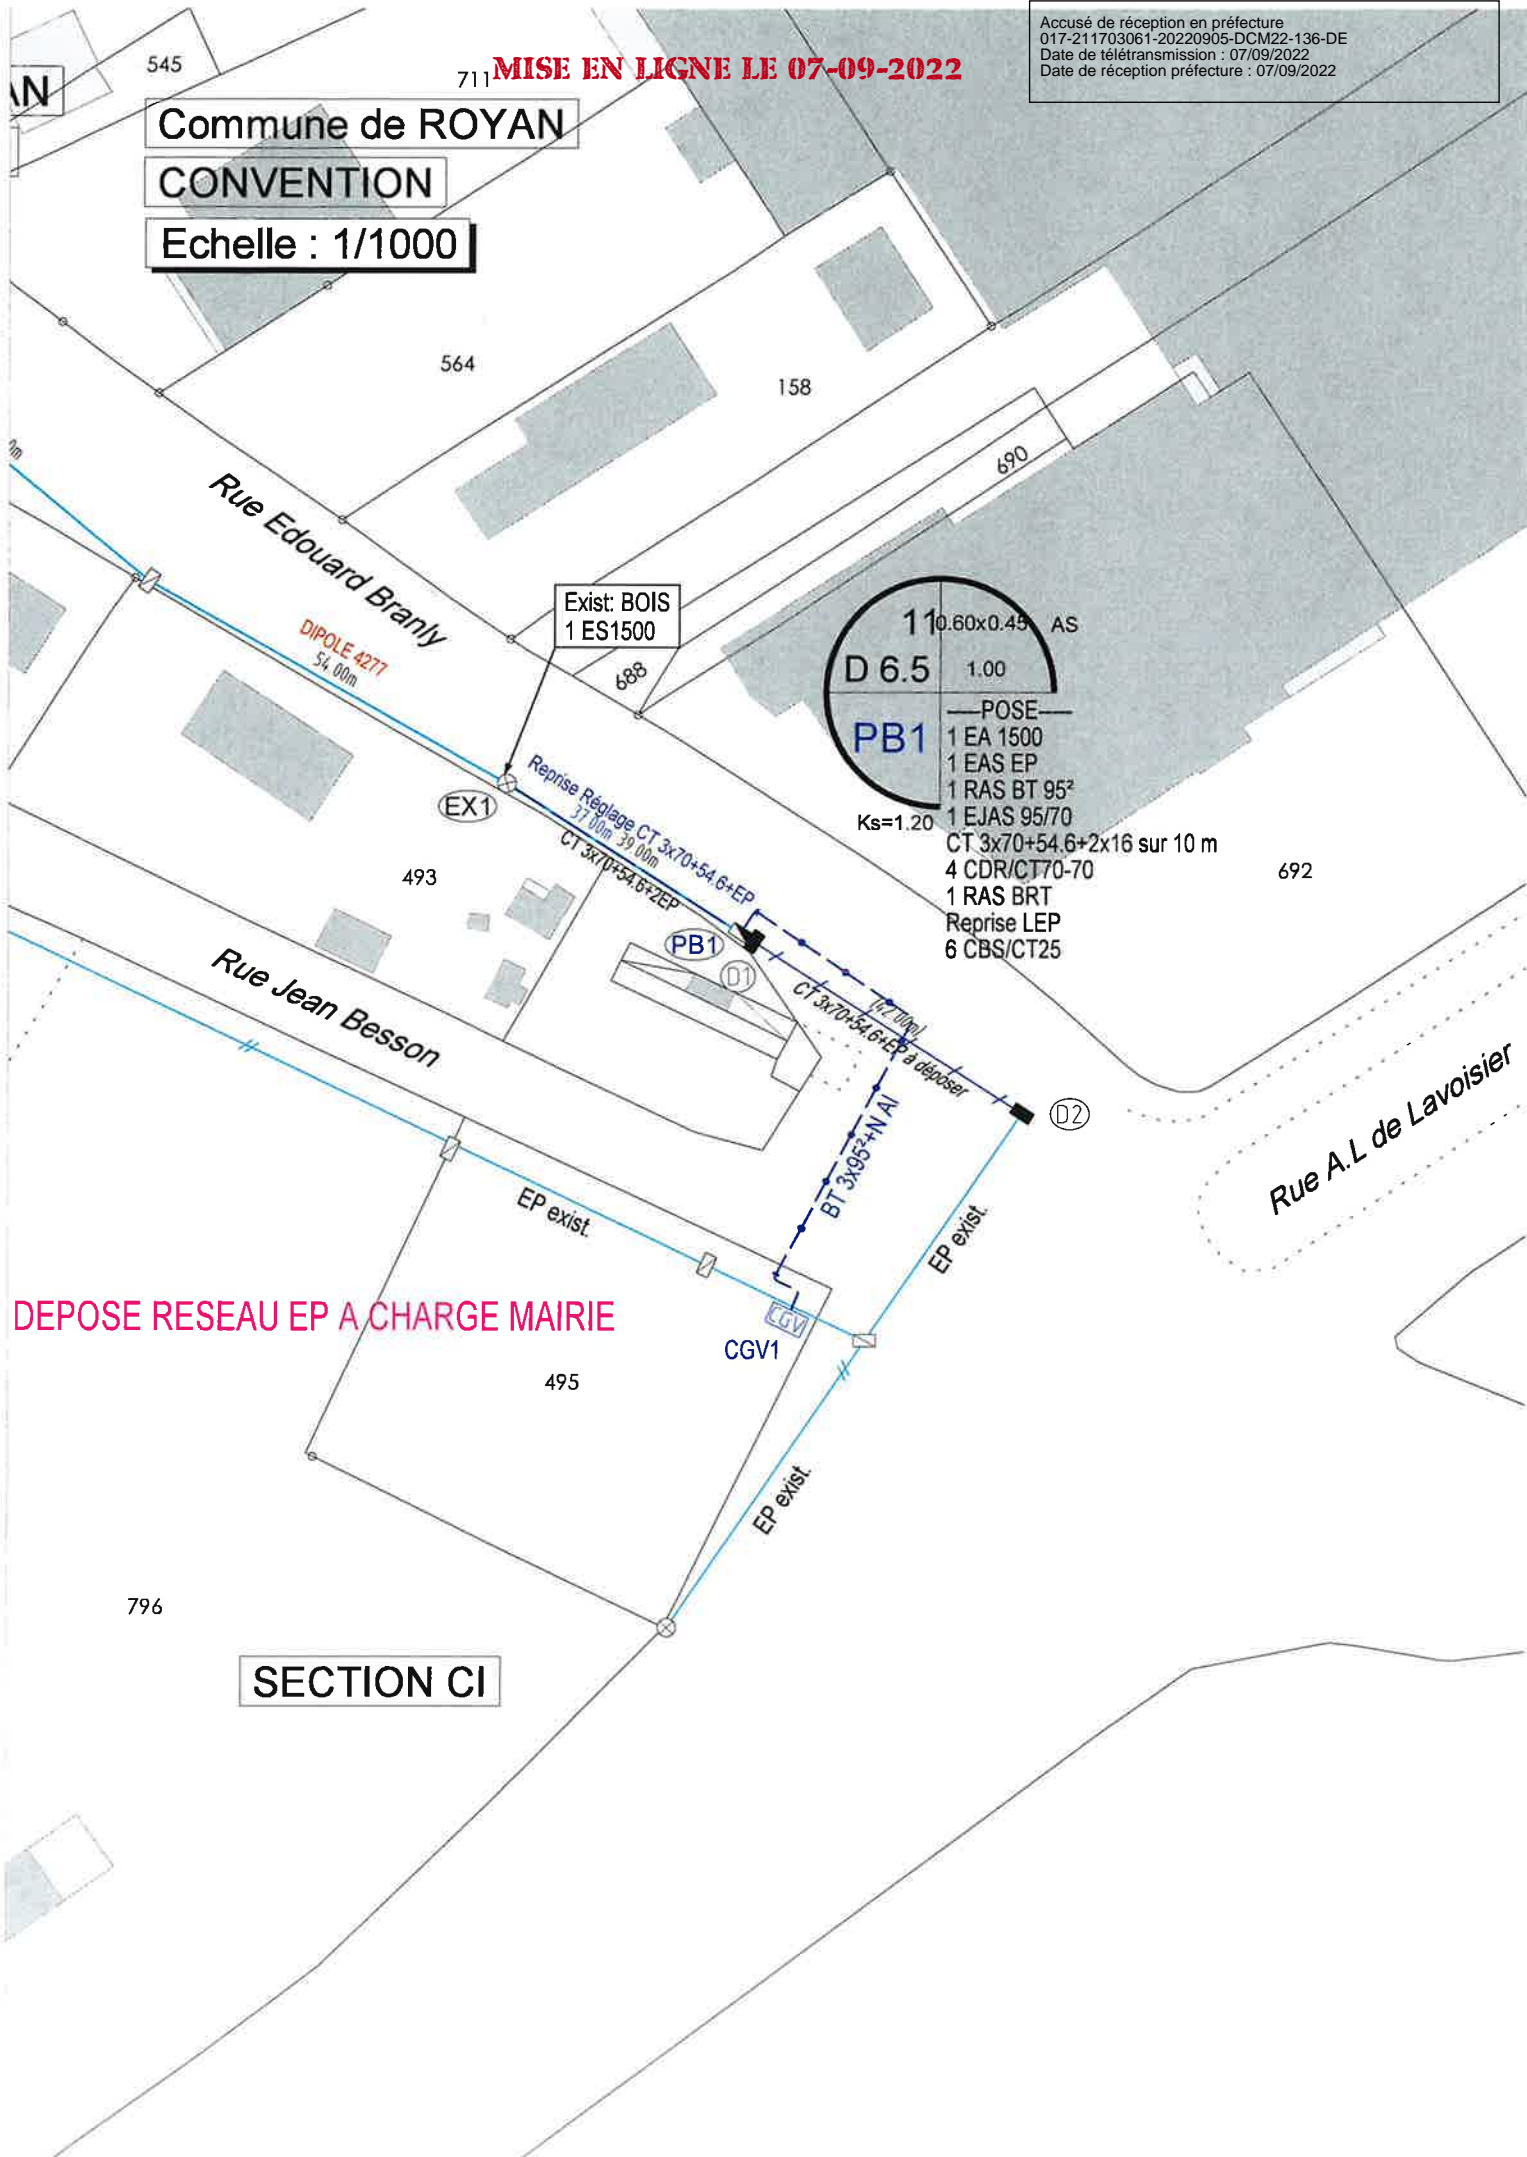 Accusé de réception en préfecture
017-211703061-20220905-DCM22-136-DE
Date de télétransmission : 07/09/2022
Date de réception préfecture : 07/09/2022
MISE EN LIGNE LE 07-09-2022
545
711
AN
Commune de ROYAN
CONVENTION
Echelle : 1/1000
564
158
690
Rue Edouard Branly
Exist: BOIS
1 ES1500
688
DIPOLE 4277
54.00m
11
0.60x0.45
AS
D 6.5
1.00
PB1
POSE
1 EA 1500
1 EAS EP
1 RAS BT 95²
1 EJAS 95/70
Ks=1.20
CT 3x70+54.6+2x16 sur 10 m
4 CDR/CT70-70
1 RAS BRT
Reprise LEP
6 CBS/CT25
692
EX1
Reprise Réglage CT 3x70+54.6+EP
37.00m 39.00m
CT 3x70+54.6+2EP
493
PB1
D1
(42.00m)
CT 3x70+54.6+EP à déposer
D2
Rue Jean Besson
BT 3x95²+N Al
Rue A.L de Lavoisier
EP exist.
EP exist.
DEPOSE RESEAU EP A CHARGE MAIRIE
CGV
CGV1
495
EP exist.
796
SECTION CI